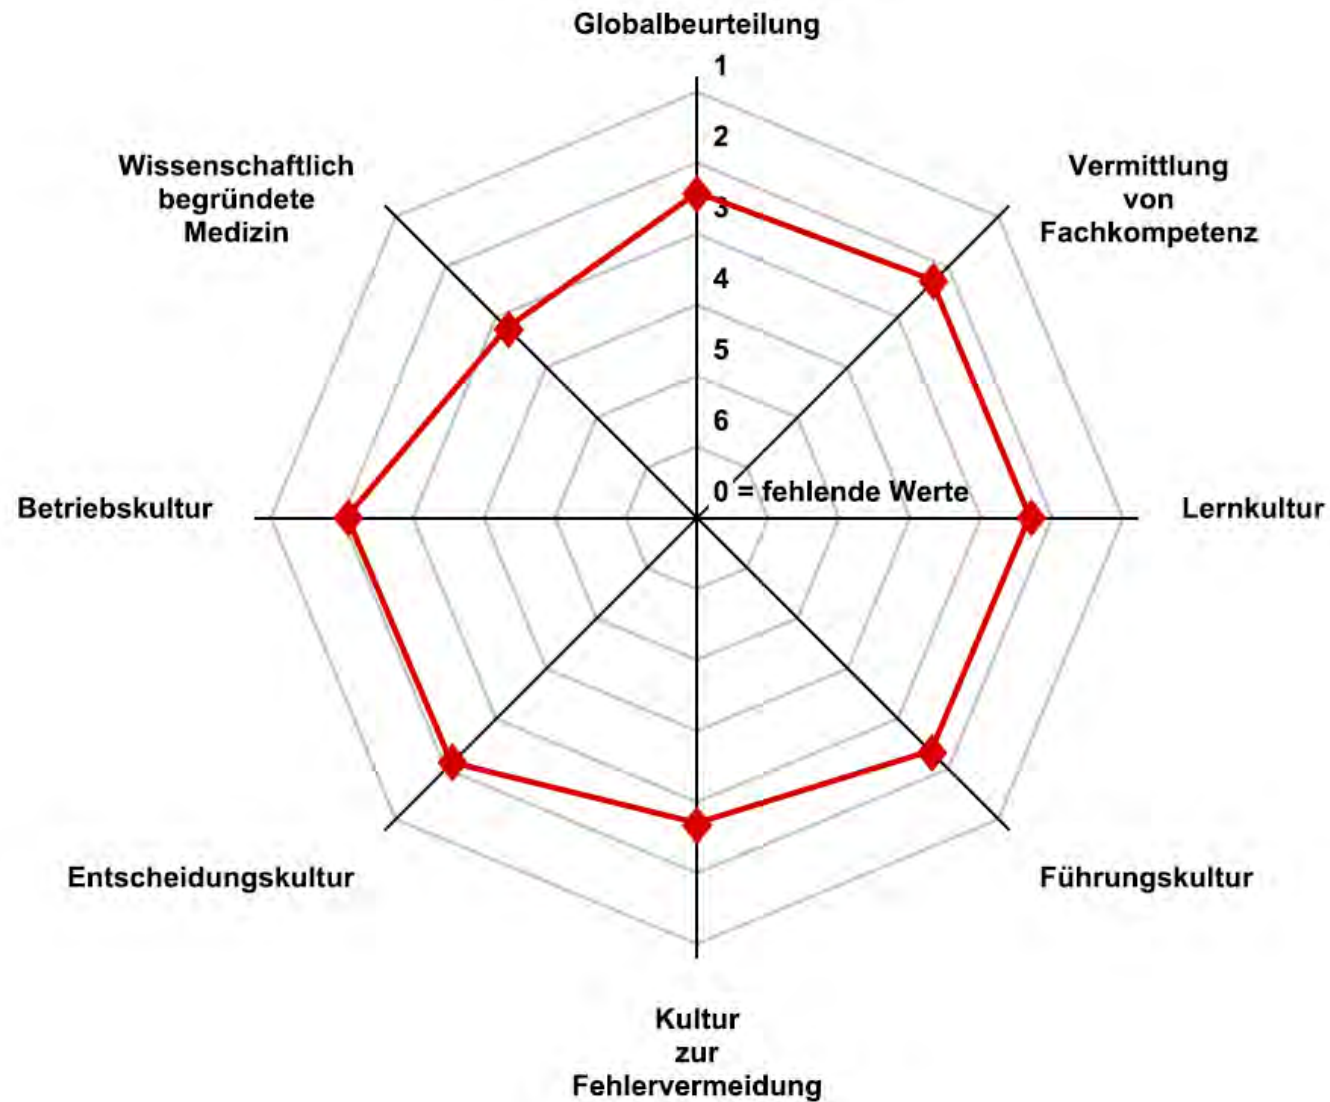 Globalbeurteilung
1
2
3
4
5
6
0 = fehlende Werte
Vermittlung
von
Fachkompetenz
Lernkultur
Führungskultur
Kultur
zur
Fehlervermeidung
Entscheidungskultur
Betriebskultur
Wissenschaftlich
begründete
Medizin